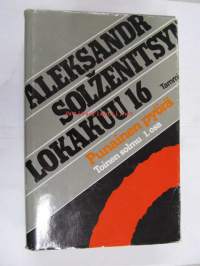 ALEKSANDR
SOLŽENITSYN
LOKAKUU 16
Tammi
Punainen pyörä
Toinen solmu 1. osa